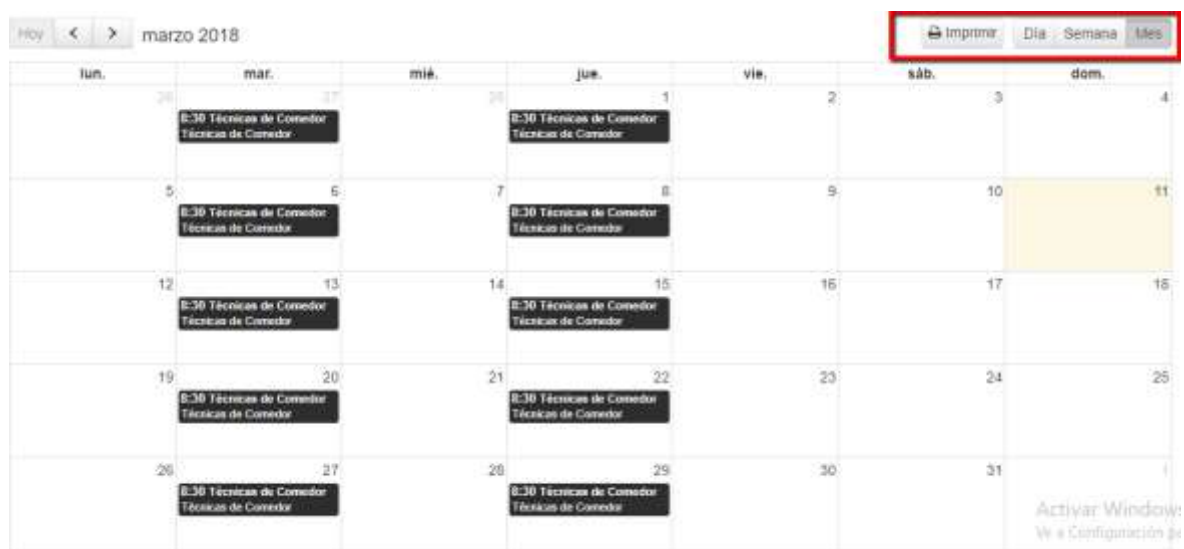 Hoy marzo 2018 Imprimir Día Semana Mes
lun. mar. mié. jue. vie. sáb. dom.
26 27 28 1 2 3 4
8:30 Técnicas de Comedor 8:30 Técnicas de Comedor
Técnicas de Comedor Técnicas de Comedor
5 6 7 8 9 10 11
8:30 Técnicas de Comedor 8:30 Técnicas de Comedor
Técnicas de Comedor Técnicas de Comedor
12 13 14 15 16 17 18
8:30 Técnicas de Comedor 8:30 Técnicas de Comedor
Técnicas de Comedor Técnicas de Comedor
19 20 21 22 23 24 25
8:30 Técnicas de Comedor 8:30 Técnicas de Comedor
Técnicas de Comedor Técnicas de Comedor
26 27 28 29 30 31 1
8:30 Técnicas de Comedor 8:30 Técnicas de Comedor
Técnicas de Comedor Técnicas de Comedor
Activar Windows
Ve a Configuración